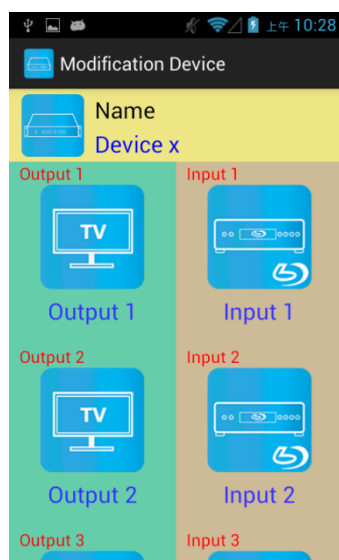 上午 10:28
Modification Device
Name
Device x
Output 1
Input 1
TV
Output 1
Input 1
Output 2
Input 2
TV
Output 2
Input 2
Output 3
Input 3